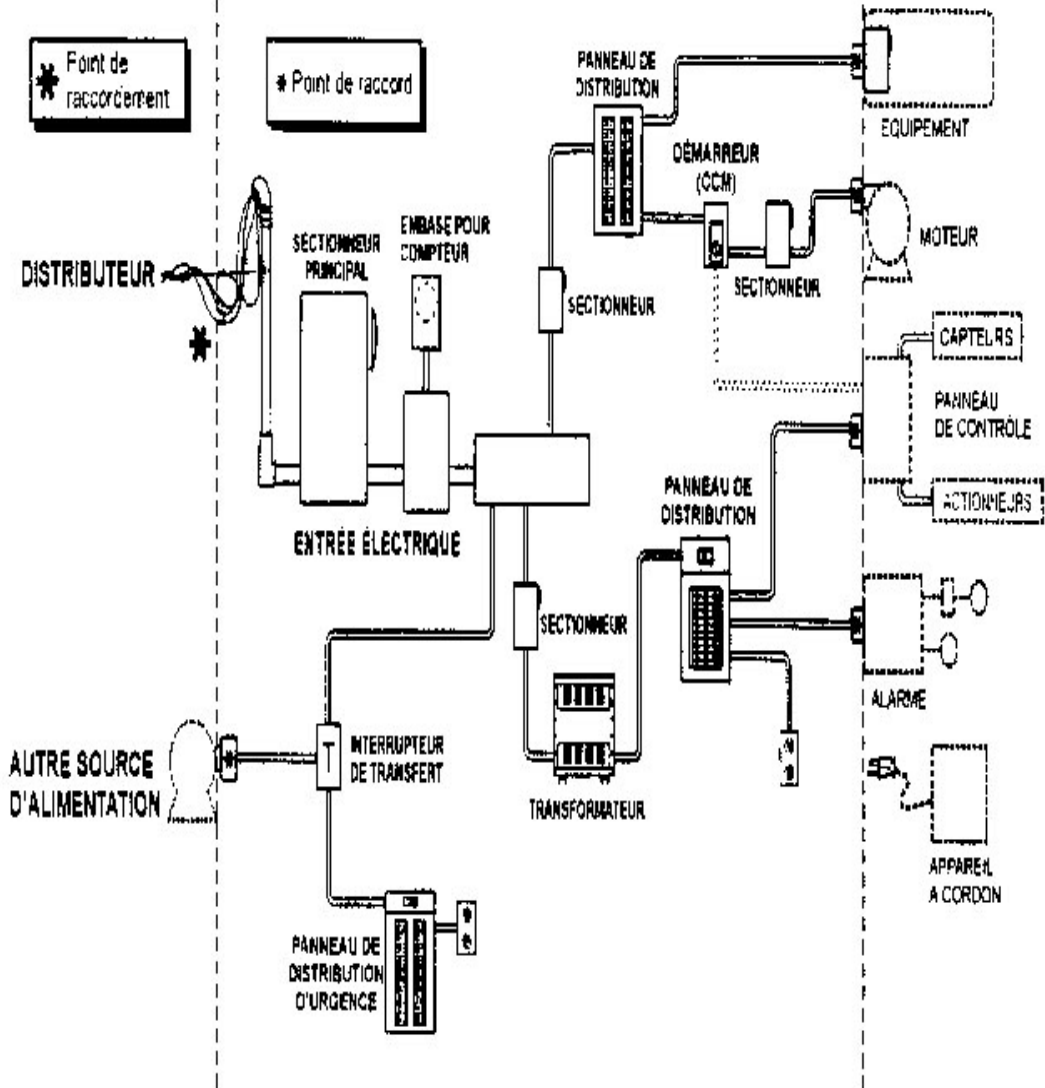 Point de
raccordement
Point de raccord
PANNEAU DE
DISTRIBUTION
EQUIPEMENT
DÉMARREUR
(CCM)
MOTEUR
SECTIONNEUR
DISTRIBUTEUR
SECTIONNEUR
PRINCIPAL
EMBASE POUR
COMPTEUR
SECTIONNEUR
CAPTEURS
PANNEAU
DE CONTRÔLE
ACTIONNEURS
ENTRÉE ÉLECTRIQUE
PANNEAU DE
DISTRIBUTION
SECTIONNEUR
ALARME
AUTRE SOURCE
D'ALIMENTATION
T
INTERRUPTEUR
DE TRANSFERT
TRANSFORMATEUR
APPAREIL
A CORDON
PANNEAU DE
DISTRIBUTION
D'URGENCE